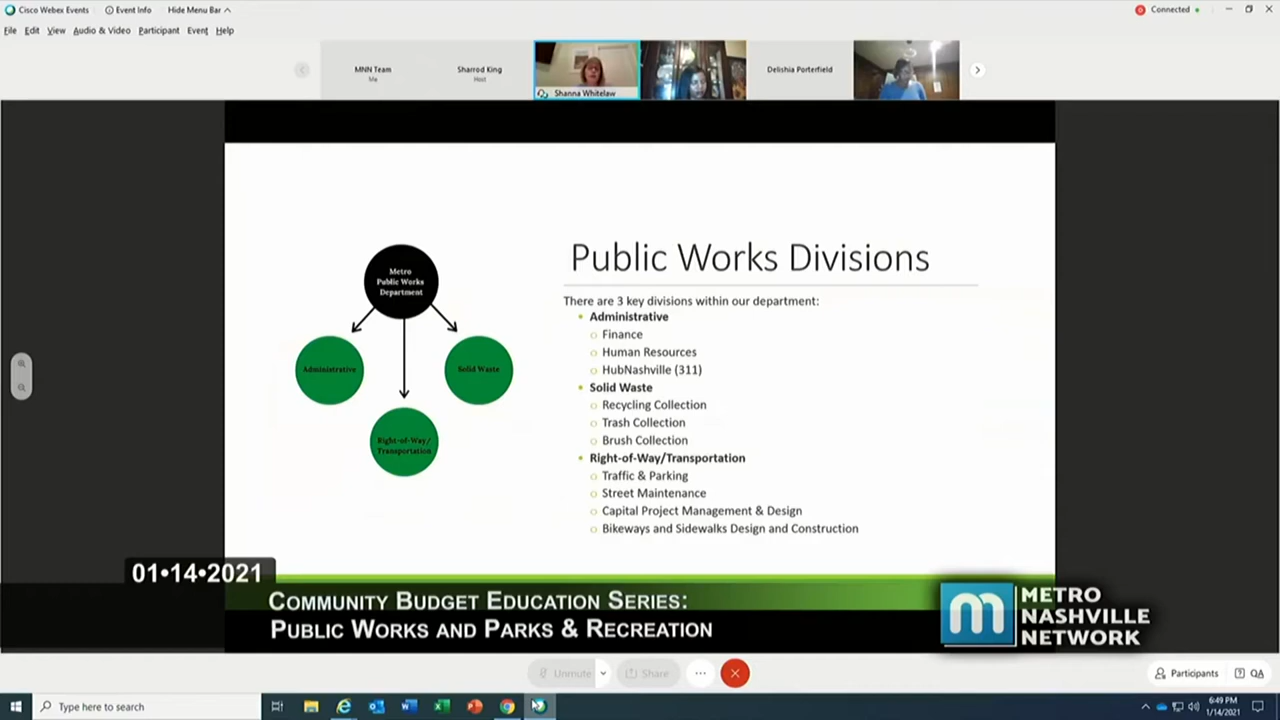 Cisco Webex Events
Event Info
Hide Menu Bar
Connected
File Edit View Audio & Video Participant Event Help
MNN Team
Me
Sharrod King
Host
Shanna Whitelaw
Delishia Porterfield
Metro
Public Works
Department
Administrative
Solid Waste
Right-of-Way/
Transportation
Public Works Divisions
There are 3 key divisions within our department:
• Administrative
o Finance
o Human Resources
o HubNashville (311)
• Solid Waste
o Recycling Collection
o Trash Collection
o Brush Collection
• Right-of-Way/Transportation
o Traffic & Parking
o Street Maintenance
o Capital Project Management & Design
o Bikeways and Sidewalks Design and Construction
01•14•2021
COMMUNITY BUDGET EDUCATION SERIES:
PUBLIC WORKS AND PARKS & RECREATION
m
METRO
NASHVILLE
NETWORK
Unmute
Share
Participants
QA
Type here to search
6:49 PM
1/14/2021